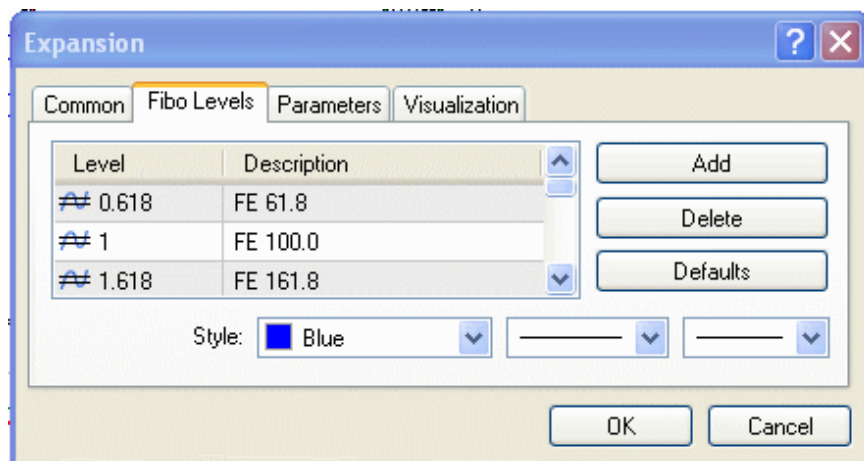 Expansion
Common Fibo Levels Parameters Visualization
Level Description
0.618 FE 61.8
1 FE 100.0
1.618 FE 161.8
Add
Delete
Defaults
Style: Blue
OK Cancel